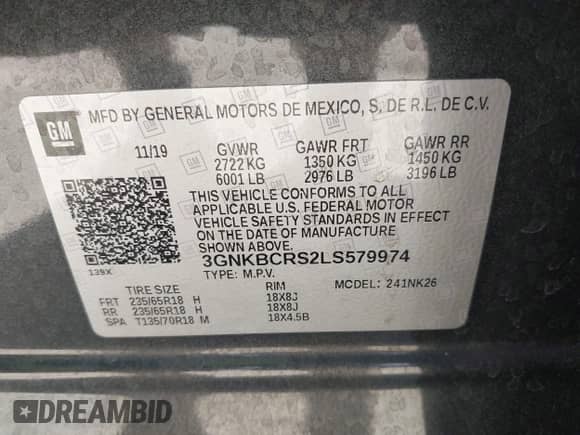 GM
MFD BY GENERAL MOTORS DE MEXICO, S. DE R.L. DE C.V.
11/19 GVWR GAWR FRT GAWR RR
2722 KG 1350 KG 1450 KG
6001 LB 2976 LB 3196 LB
THIS VEHICLE CONFORMS TO ALL
APPLICABLE U.S. FEDERAL MOTOR
VEHICLE SAFETY STANDARDS IN EFFECT
ON THE DATE OF MANUFACTURE
SHOWN ABOVE.
3GNKBCRS2LS579974
139X
TYPE: M.P.V. MODEL: 241NK26
TIRE SIZE RIM
FRT 235/65R18 H 18X8J
RR 235/65R18 H 18X8J
SPA T135/70R18 M 18X4.5B
DREAMBID